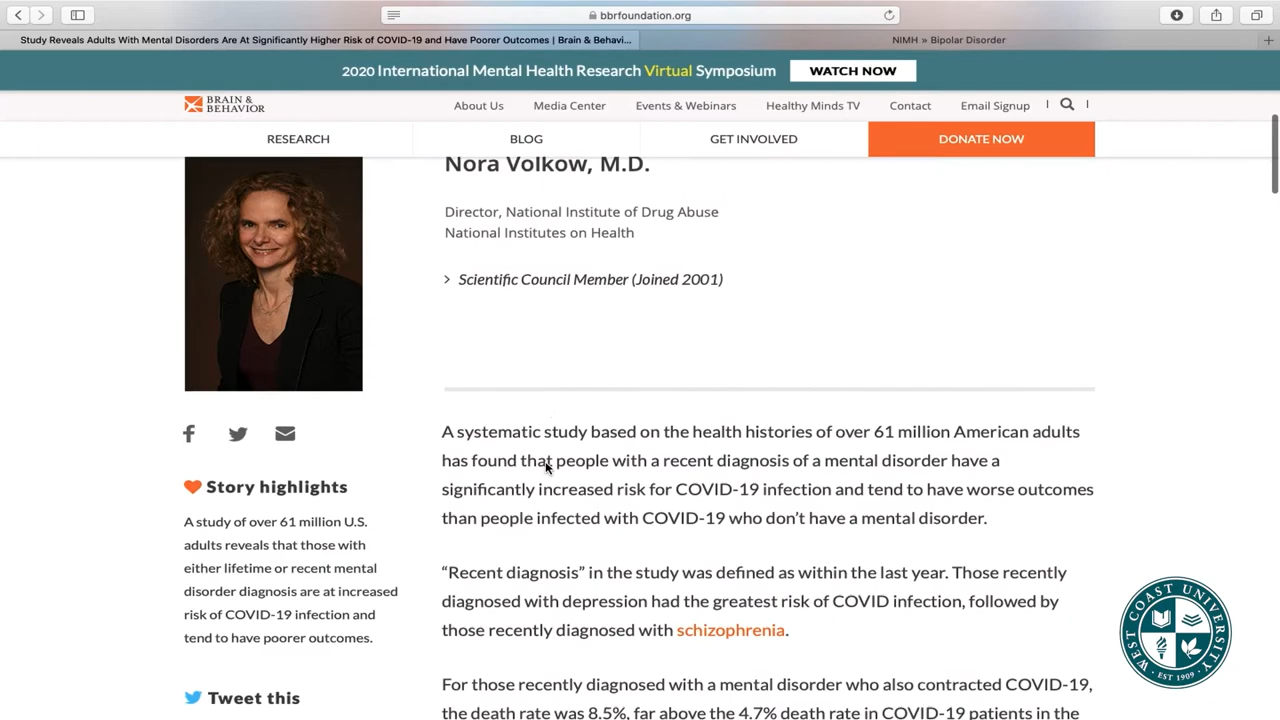 bbrfoundation.org
Study Reveals Adults With Mental Disorders Are At Significantly Higher Risk of COVID-19 and Have Poorer Outcomes | Brain & Behavi...
NIMH » Bipolar Disorder
2020 International Mental Health Research Virtual Symposium
WATCH NOW
BRAIN &
BEHAVIOR
About Us
Media Center
Events & Webinars
Healthy Minds TV
Contact
Email Signup
RESEARCH
BLOG
GET INVOLVED
DONATE NOW
Nora Volkow, M.D.
Director, National Institute of Drug Abuse
National Institutes on Health
> Scientific Council Member (Joined 2001)
A systematic study based on the health histories of over 61 million American adults
has found that people with a recent diagnosis of a mental disorder have a
significantly increased risk for COVID-19 infection and tend to have worse outcomes
than people infected with COVID-19 who don't have a mental disorder.
“Recent diagnosis” in the study was defined as within the last year. Those recently
diagnosed with depression had the greatest risk of COVID infection, followed by
those recently diagnosed with schizophrenia.
For those recently diagnosed with a mental disorder who also contracted COVID-19,
the death rate was 8.5%, far above the 4.7% death rate in COVID-19 patients in the
Story highlights
A study of over 61 million U.S.
adults reveals that those with
either lifetime or recent mental
disorder diagnosis are at increased
risk of COVID-19 infection and
tend to have poorer outcomes.
Tweet this
WEST COAST UNIVERSITY
EST 1909